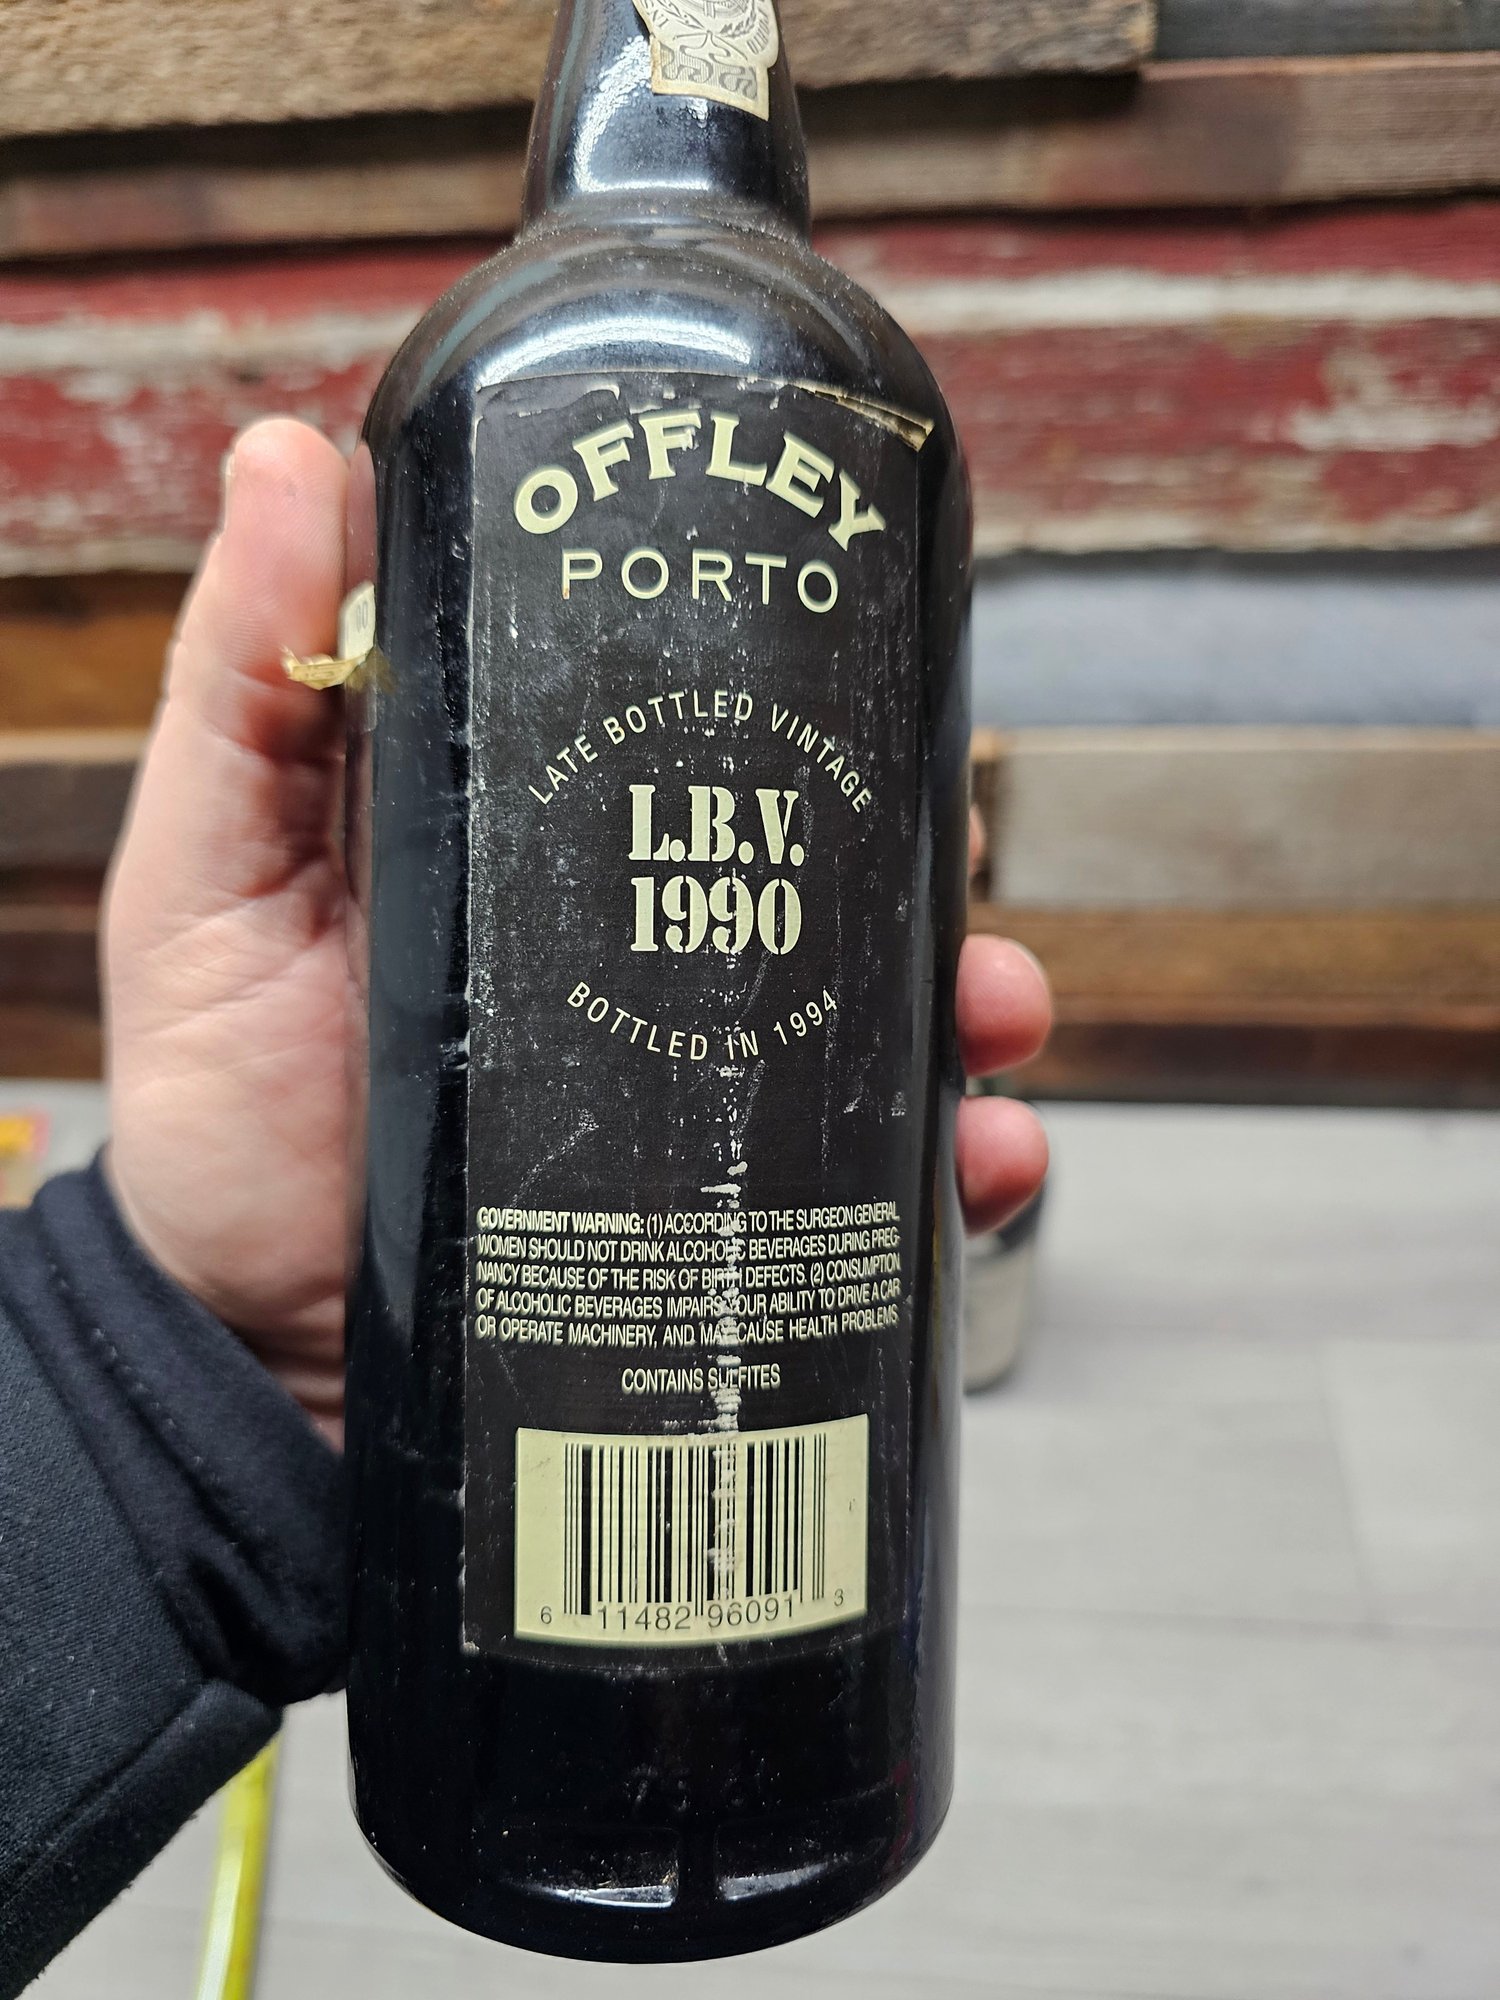 OFFLEY
PORTO
LATE BOTTLED VINTAGE
L.B.V.
1990
BOTTLED IN 1994
GOVERNMENT WARNING: (1) ACCORDING TO THE SURGEON GENERAL
WOMEN SHOULD NOT DRINK ALCOHOLIC BEVERAGES DURING PREG-
NANCY BECAUSE OF THE RISK OF BIRTH DEFECTS. (2) CONSUMPTION
OF ALCOHOLIC BEVERAGES IMPAIRS YOUR ABILITY TO DRIVE A CAR
OR OPERATE MACHINERY, AND MAY CAUSE HEALTH PROBLEMS.
CONTAINS SULFITES
6 11482 96091 3